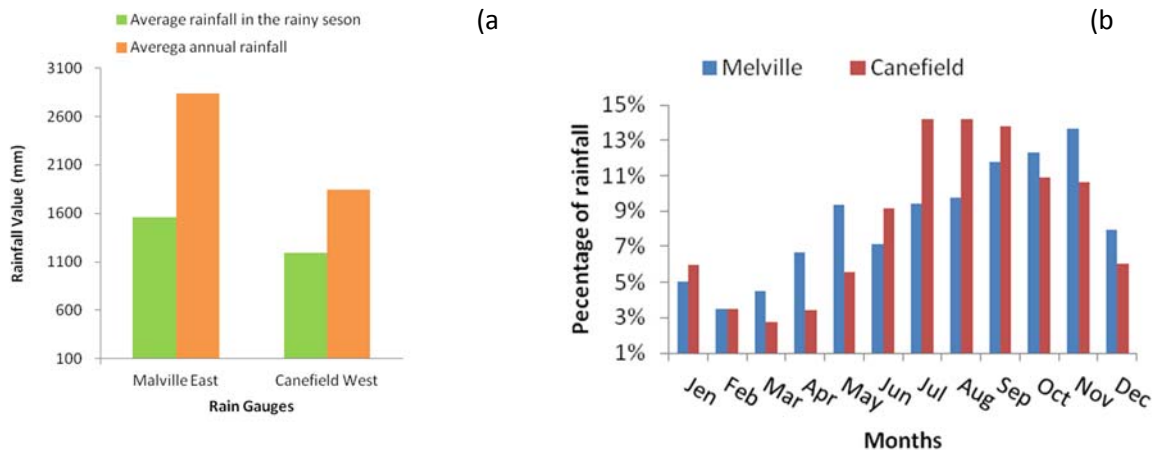 Average rainfall in the rainy seson
Averega annual rainfall
(a
Rainfall Value (mm)
3100
2600
2100
1600
1100
600
100
Malville East Canefield West
Rain Gauges
(b
Melville Canefield
Pecentage of rainfall
15%
13%
11%
9%
7%
5%
3%
1%
Jen Feb Mar Apr May Jun Jul Aug Sep Oct Nov Dec
Months